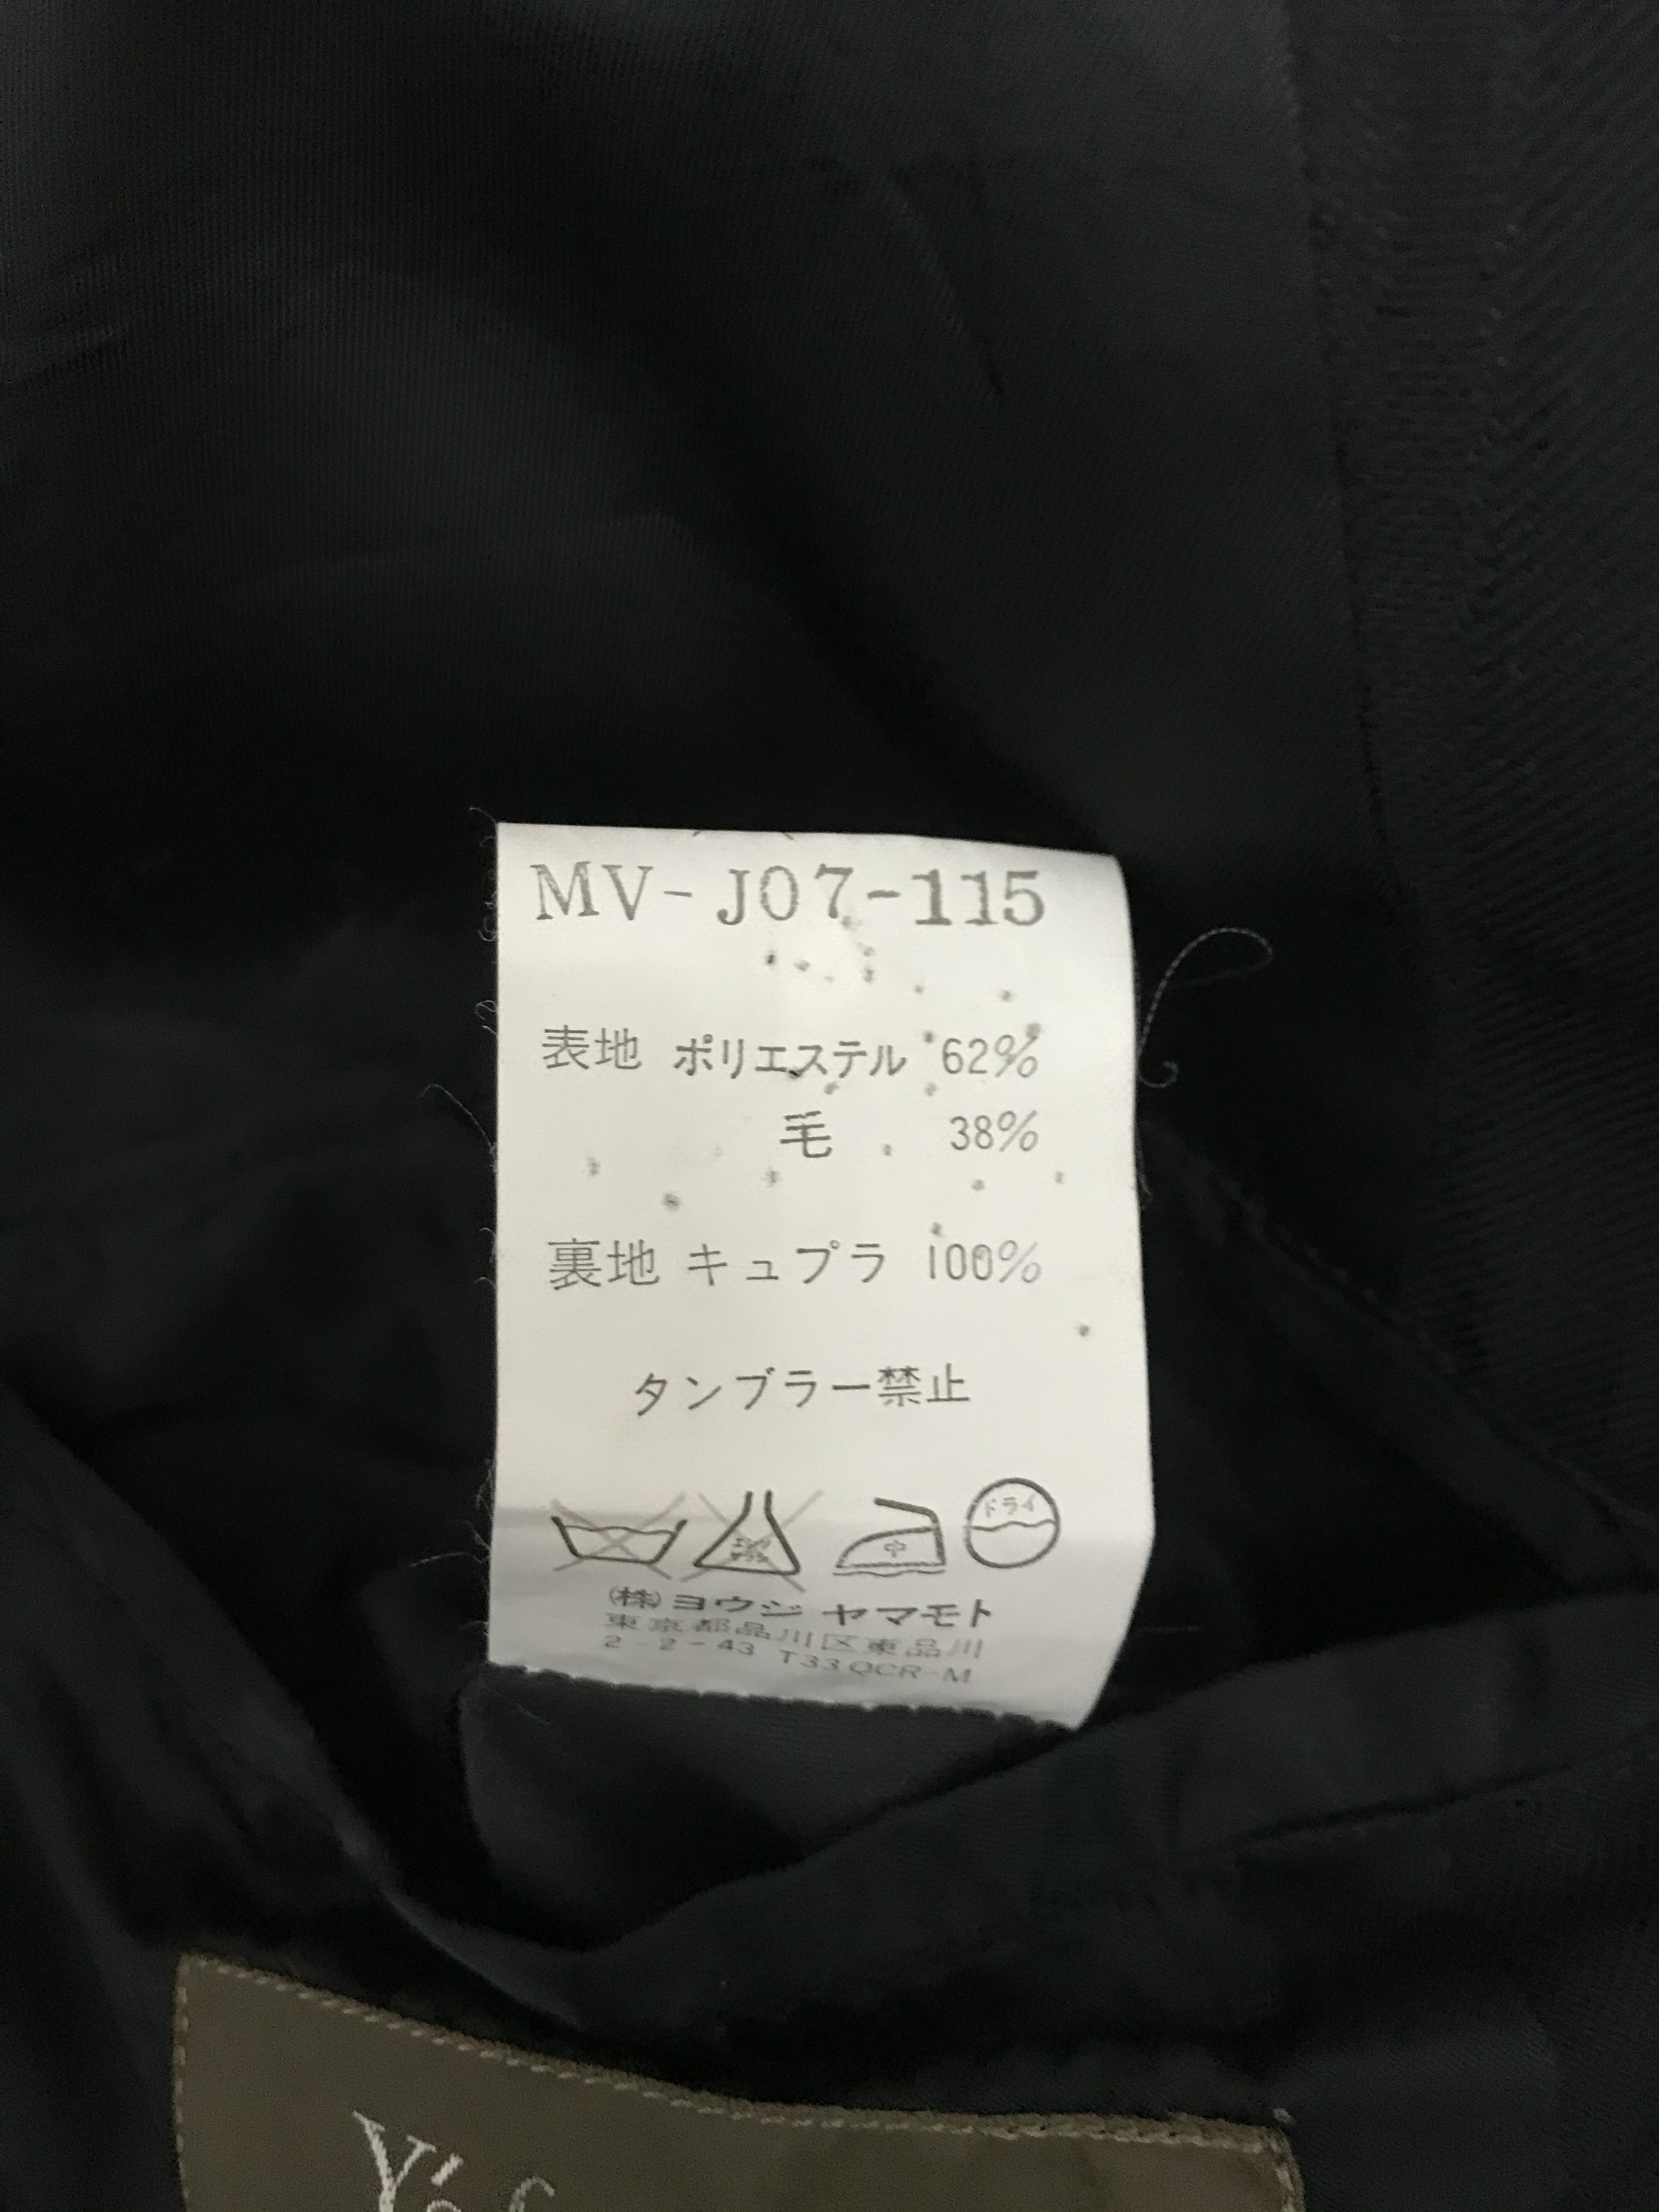 MV-J07-115
表地 ポリエステル 62%
毛 38%
裏地 キュプラ 100%
タンブラー禁止
中 ドライ
㈱ヨウジ ヤマモト
東京都品川区東品川
2-2-43 T33QCR-M
Y's f